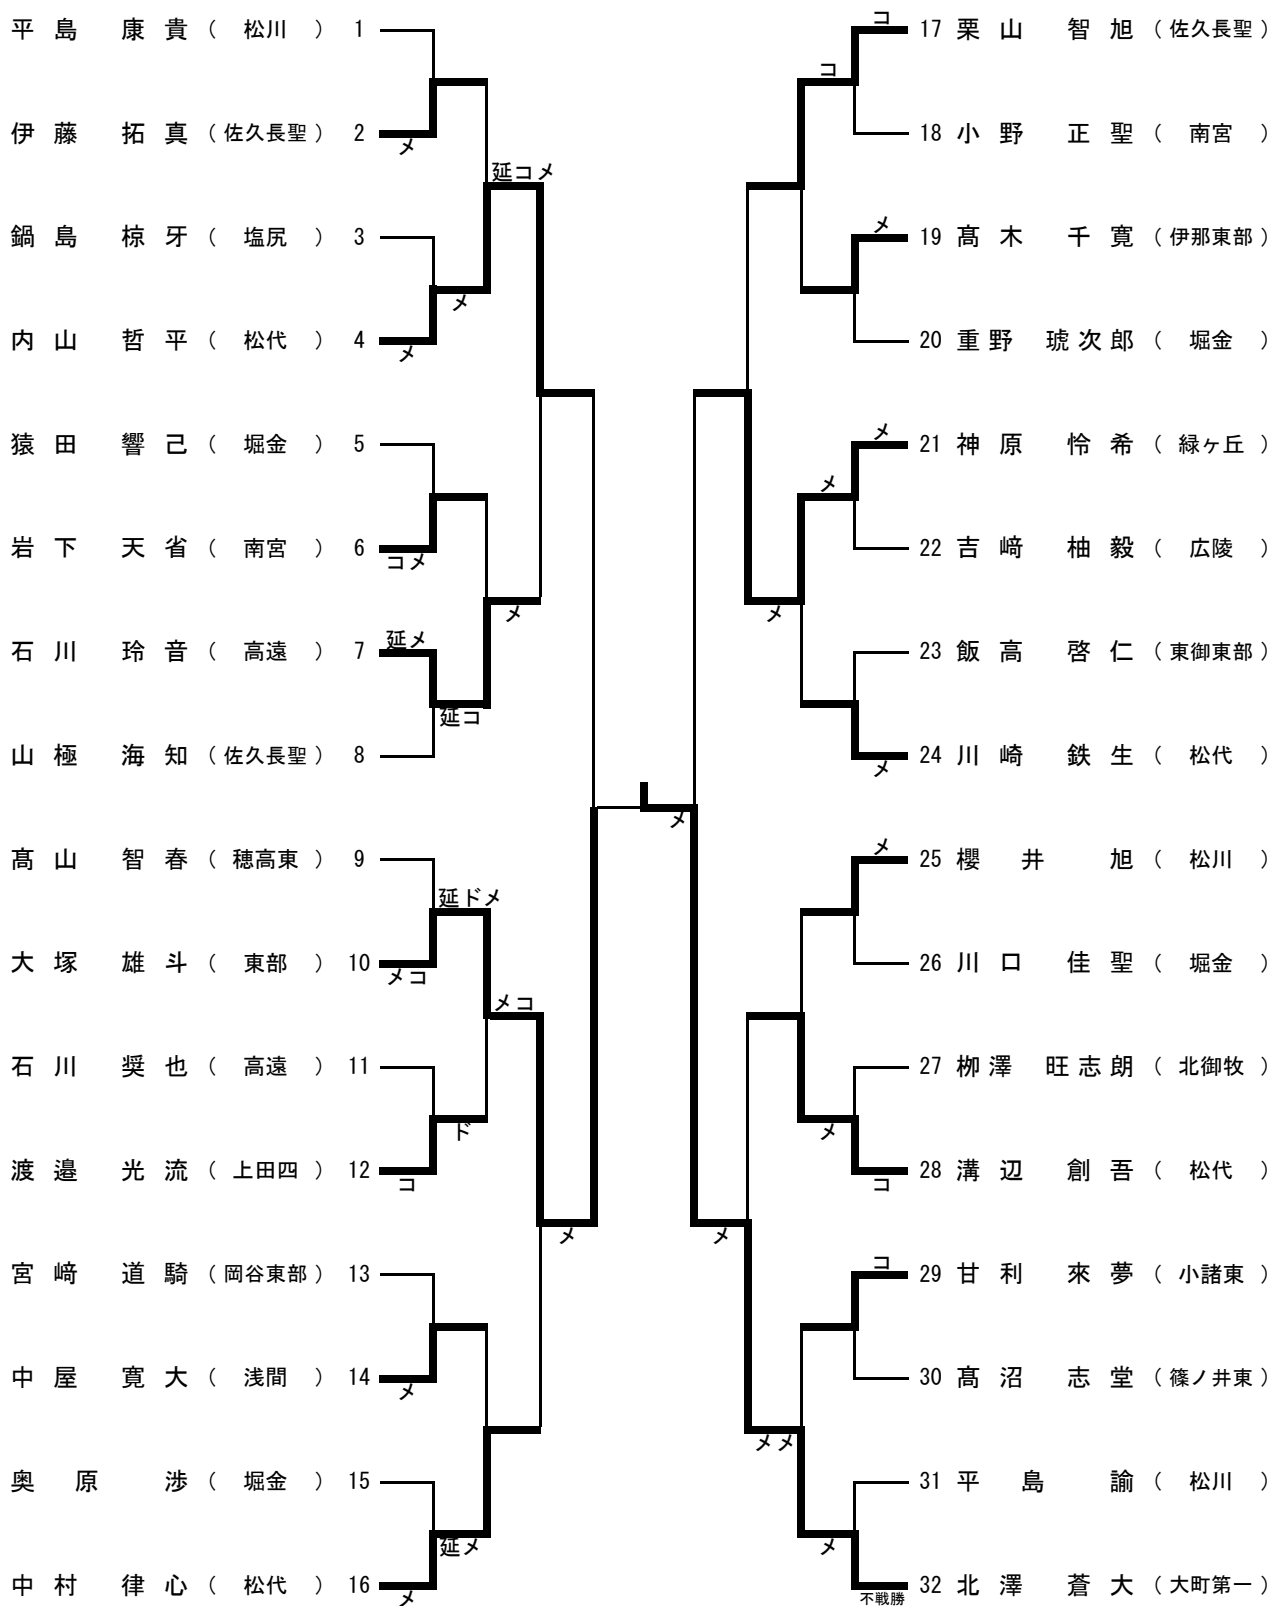 平島 康貴 （ 松川 ） 1
伊藤 拓真 （ 佐久長聖 ） 2
メ
延コメ
鍋島 椋牙 （ 塩尻 ） 3
メ
内山 哲平 （ 松代 ） 4
メ
猿田 響己 （ 堀金 ） 5
岩下 天省 （ 南宮 ） 6
コメ
メ
石川 玲音 （ 高遠 ） 7
延メ
延コ
山極 海知 （ 佐久長聖 ） 8
髙山 智春 （ 穂高東 ） 9
延ドメ
大塚 雄斗 （ 東部 ） 10
メコ
メコ
石川 奨也 （ 高遠 ） 11
ド
渡邉 光流 （ 上田四 ） 12
コ
メ
宮﨑 道騎 （ 岡谷東部 ） 13
中屋 寛大 （ 浅間 ） 14
メ
奥原 渉 （ 堀金 ） 15
延メ
中村 律心 （ 松代 ） 16
メ
メ
コ
17 栗山 智旭 （ 佐久長聖 ）
コ
18 小野 正聖 （ 南宮 ）
メ
19 髙木 千寛 （ 伊那東部 ）
20 重野 琥次郎 （ 堀金 ）
メ
21 神原 怜希 （ 緑ヶ丘 ）
メ
22 吉﨑 柚毅 （ 広陵 ）
メ
23 飯高 啓仁 （ 東御東部 ）
24 川崎 鉄生 （ 松代 ）
メ
メ
25 櫻井 旭 （ 松川 ）
26 川口 佳聖 （ 堀金 ）
27 栁澤 旺志朗 （ 北御牧 ）
メ
28 溝辺 創吾 （ 松代 ）
コ
メ
コ
29 甘利 來夢 （ 小諸東 ）
30 髙沼 志堂 （ 篠ノ井東 ）
メメ
31 平島 諭 （ 松川 ）
メ
32 北澤 蒼大 （ 大町第一 ）
不戦勝